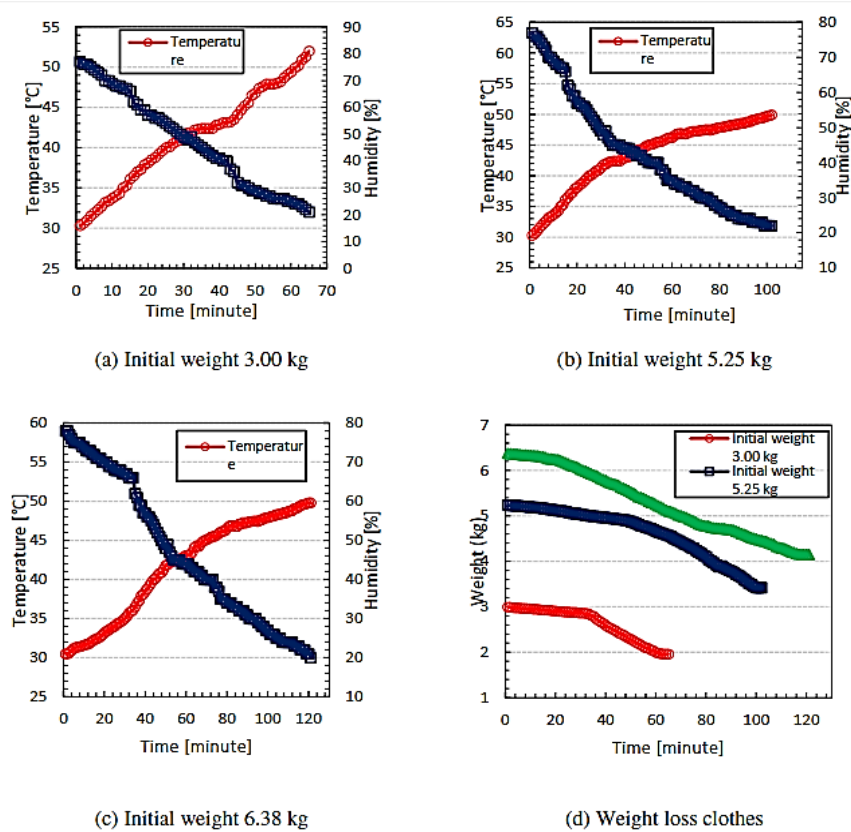 55
50
45
40
35
30
25
90
80
70
60
50
40
30
20
10
0
Temperatu
re
Temperature [°C]
Humidity [%]
0 10 20 30 40 50 60 70
Time [minute]
(a) Initial weight 3.00 kg
65
60
55
50
45
40
35
30
25
80
70
60
50
40
30
20
10
Temperatu
re
Temperature [°C]
Humidity [%]
0 20 40 60 80 100
Time [minute]
(b) Initial weight 5.25 kg
60
55
50
45
40
35
30
25
80
70
60
50
40
30
20
10
Temperatur
e
Temperature [°C]
Humidity [%]
0 20 40 60 80 100 120
Time [minute]
(c) Initial weight 6.38 kg
7
6
5
4
3
2
1
Initial weight
3.00 kg
Initial weight
5.25 kg
Weight (kg)
0 20 40 60 80 100 120
Time [minute]
(d) Weight loss clothes